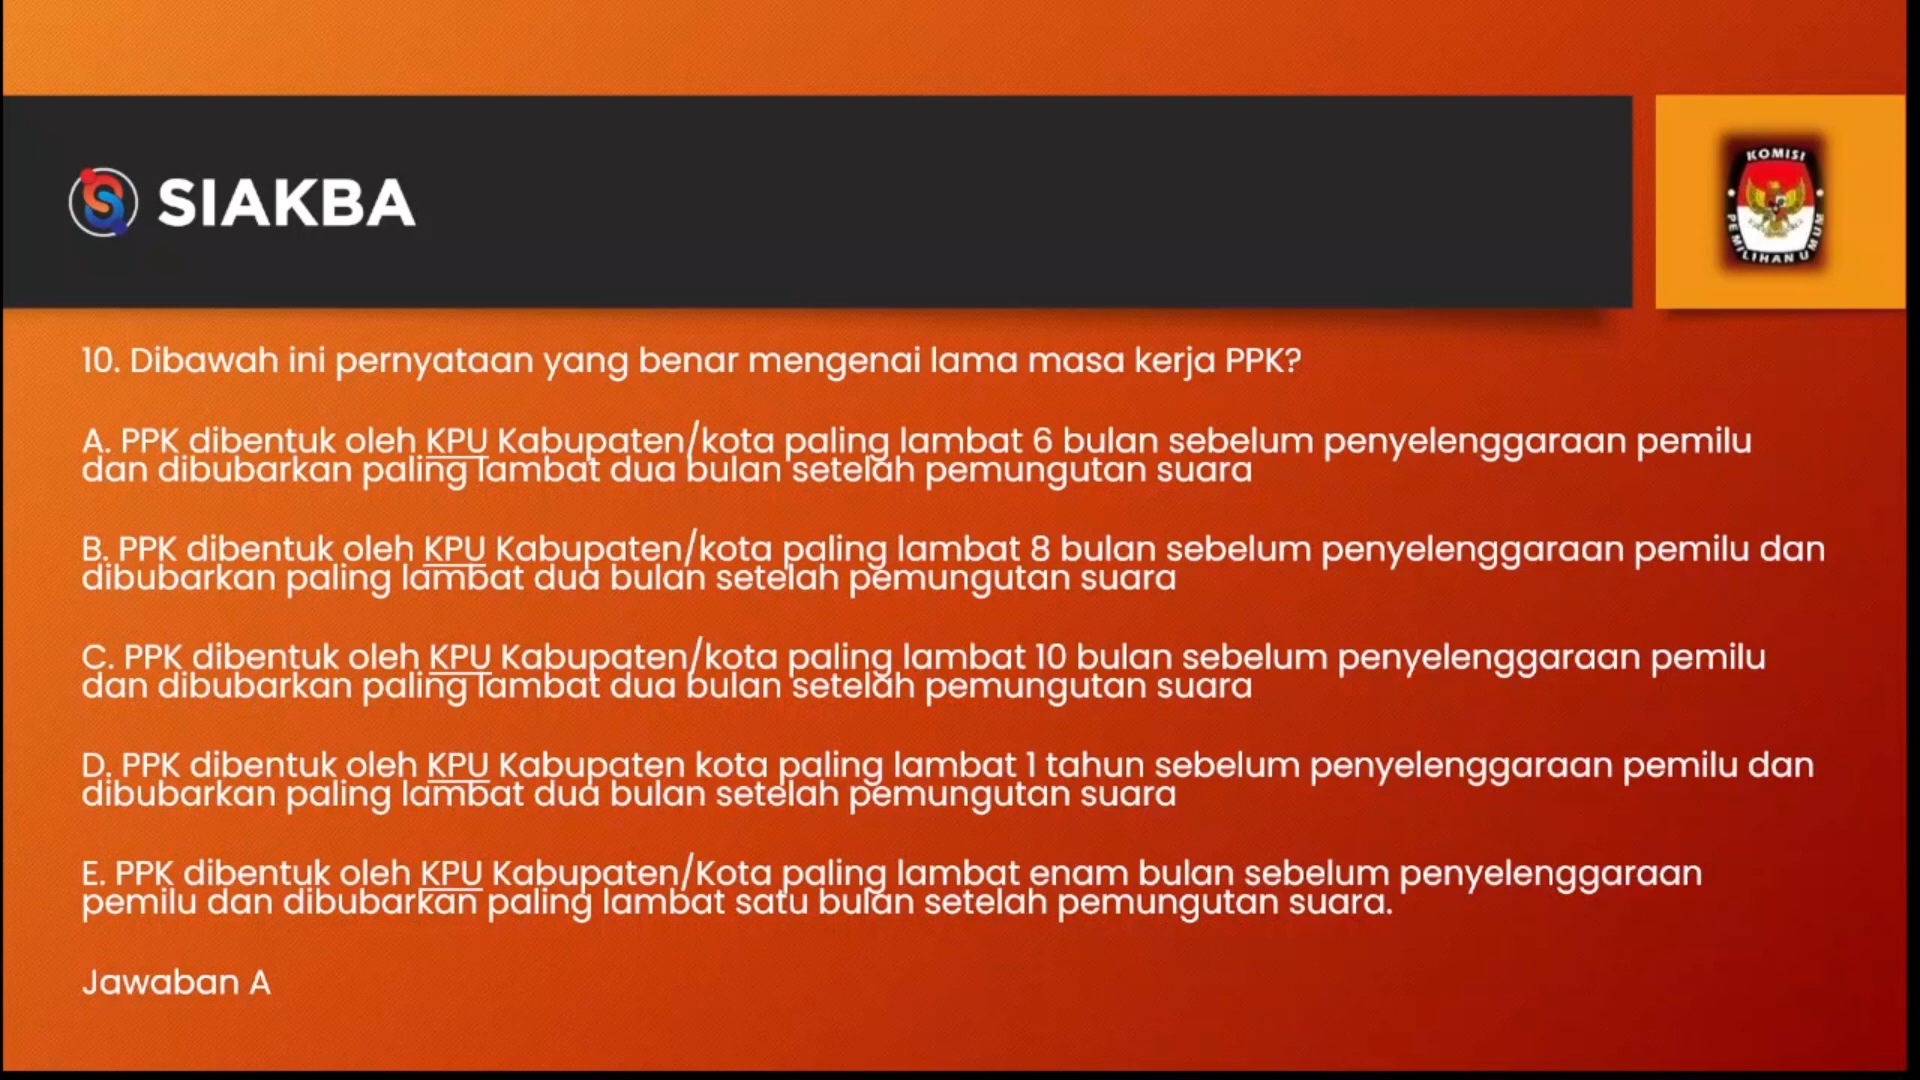 SIAKBA
KOMISI
PEMILIHAN UMUM
10. Dibawah ini pernyataan yang benar mengenai lama masa kerja PPK?
A. PPK dibentuk oleh KPU Kabupaten/kota paling lambat 6 bulan sebelum penyelenggaraan pemilu
dan dibubarkan paling lambat dua bulan setelah pemungutan suara
B. PPK dibentuk oleh KPU Kabupaten/kota paling lambat 8 bulan sebelum penyelenggaraan pemilu dan
dibubarkan paling lambat dua bulan setelah pemungutan suara
C. PPK dibentuk oleh KPU Kabupaten/kota paling lambat 10 bulan sebelum penyelenggaraan pemilu
dan dibubarkan paling lambat dua bulan setelah pemungutan suara
D. PPK dibentuk oleh KPU Kabupaten kota paling lambat 1 tahun sebelum penyelenggaraan pemilu dan
dibubarkan paling lambat dua bulan setelah pemungutan suara
E. PPK dibentuk oleh KPU Kabupaten/Kota paling lambat enam bulan sebelum penyelenggaraan
pemilu dan dibubarkan paling lambat satu bulan setelah pemungutan suara.
Jawaban A